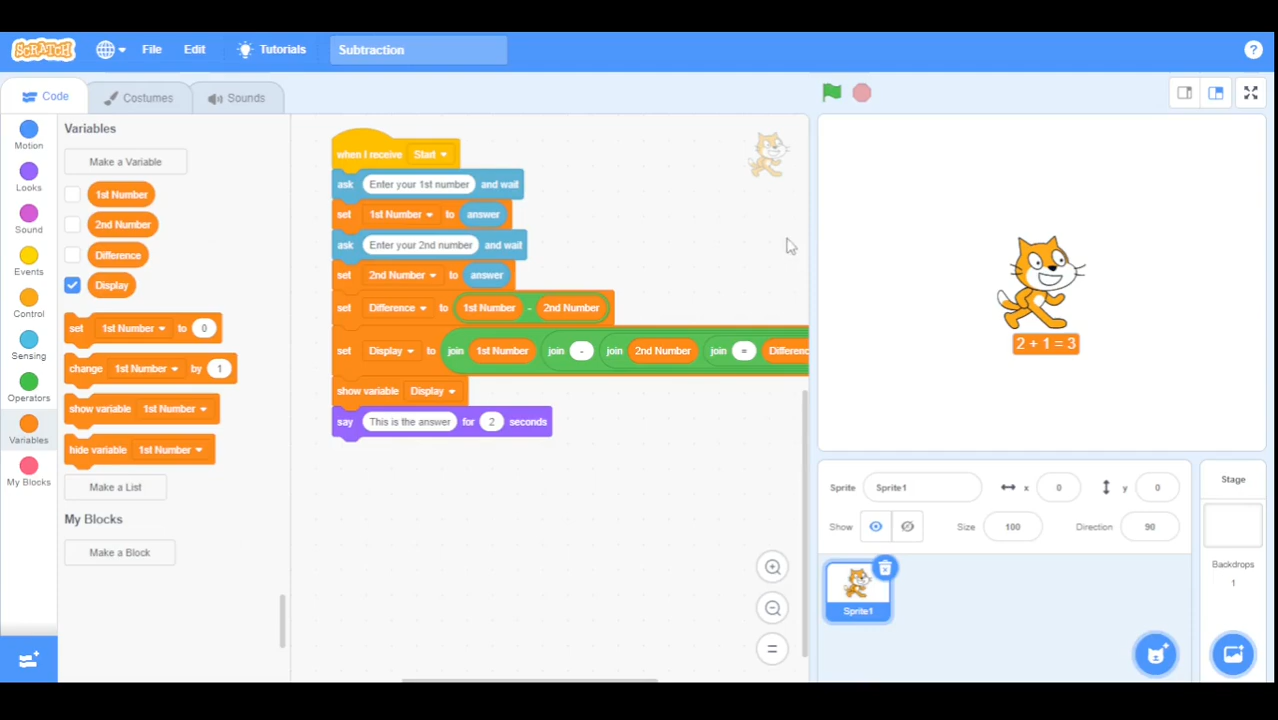 SCRATCH File Edit Tutorials Subtraction ?
Code Costumes Sounds
Motion
Looks
Sound
Events
Control
Sensing
Operators
Variables
My Blocks
Variables
Make a Variable
1st Number
2nd Number
Difference
Display
set 1st Number to 0
change 1st Number by 1
show variable 1st Number
hide variable 1st Number
Make a List
My Blocks
Make a Block
when I receive Start
ask Enter your 1st number and wait
set 1st Number to answer
ask Enter your 2nd number and wait
set 2nd Number to answer
set Difference to 1st Number - 2nd Number
set Display to join 1st Number join - join 2nd Number join = Differenc
show variable Display
say This is the answer for 2 seconds
2 + 1 = 3
Sprite Sprite1 x 0 y 0
Show Size 100 Direction 90
Sprite1
Stage
Backdrops
1